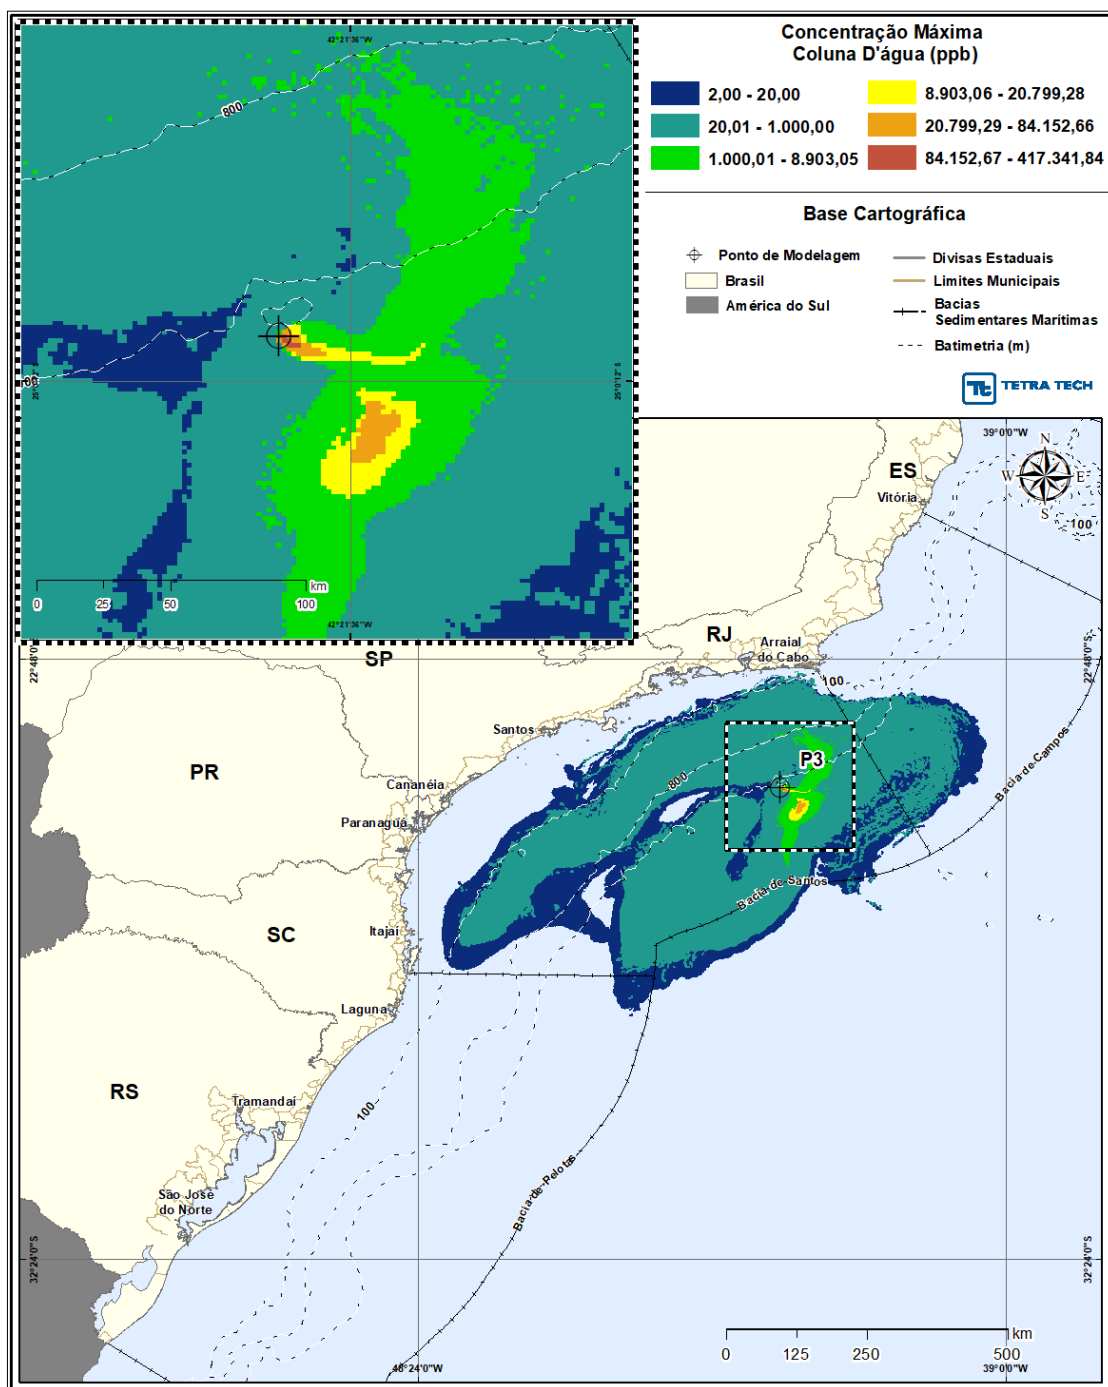 Concentração Máxima
Coluna D'água (ppb)
2,00 - 20,00
20,01 - 1.000,00
1.000,01 - 8.903,05
8.903,06 - 20.799,28
20.799,29 - 84.152,66
84.152,67 - 417.341,84
Base Cartográfica
Ponto de Modelagem
Brasil
América do Sul
Divisas Estaduais
Limites Municipais
Bacias
Sedimentares Marítimas
Batimetria (m)
Tt TETRA TECH
42°21'36"W
800
25°0'12"S
25°0'12"S
km
0 25 50 100
42°21'36"W
39°0'0"W
N
W E
S
ES
Vitória
100
RJ
Arraial
do Cabo
SP
22°48'0"S
22°48'0"S
100
Santos
P3
PR
800
Cananéia
Bacia de Campos
Paranaguá
Bacia de Santos
SC
Itajaí
Laguna
RS
Tramandaí
100
Bacia de Pelotas
São José
do Norte
32°24'0"S
32°24'0"S
km
0 125 250 500
48°24'0"W
39°0'0"W